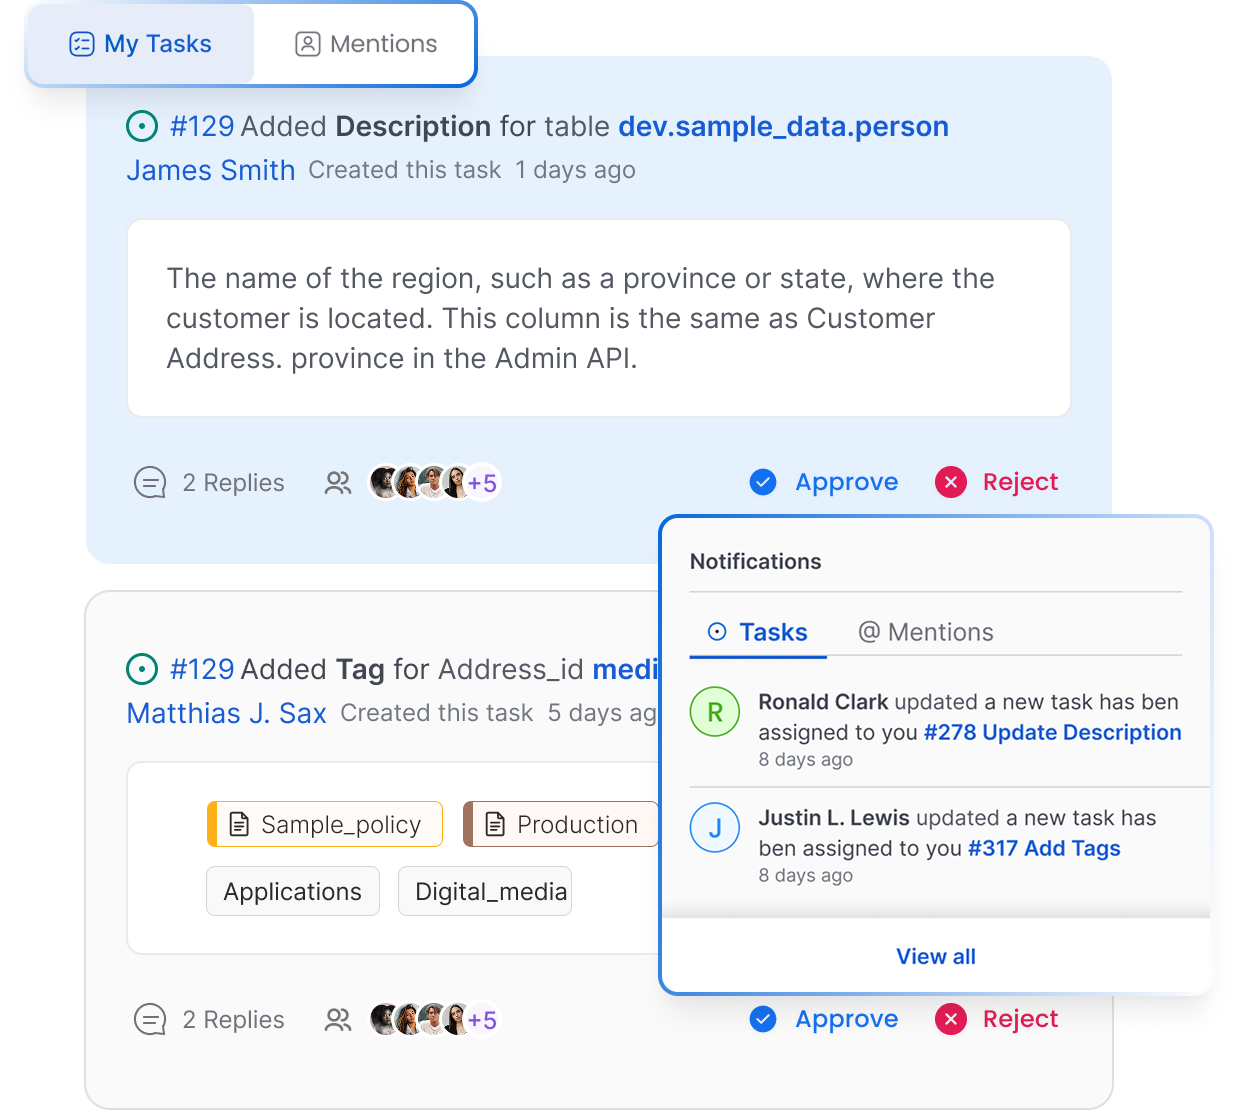 My Tasks
Mentions
#129 Added Description for table dev.sample_data.person
James Smith Created this task 1 days ago
The name of the region, such as a province or state, where the
customer is located. This column is the same as Customer
Address. province in the Admin API.
2 Replies
+5
Approve
Reject
#129 Added Tag for Address_id medi
Matthias J. Sax Created this task 5 days ag
Sample_policy
Production
Applications
Digital_media
2 Replies
+5
Approve
Reject
Notifications
Tasks
@ Mentions
R
Ronald Clark updated a new task has ben
assigned to you #278 Update Description
8 days ago
J
Justin L. Lewis updated a new task has
ben assigned to you #317 Add Tags
8 days ago
View all